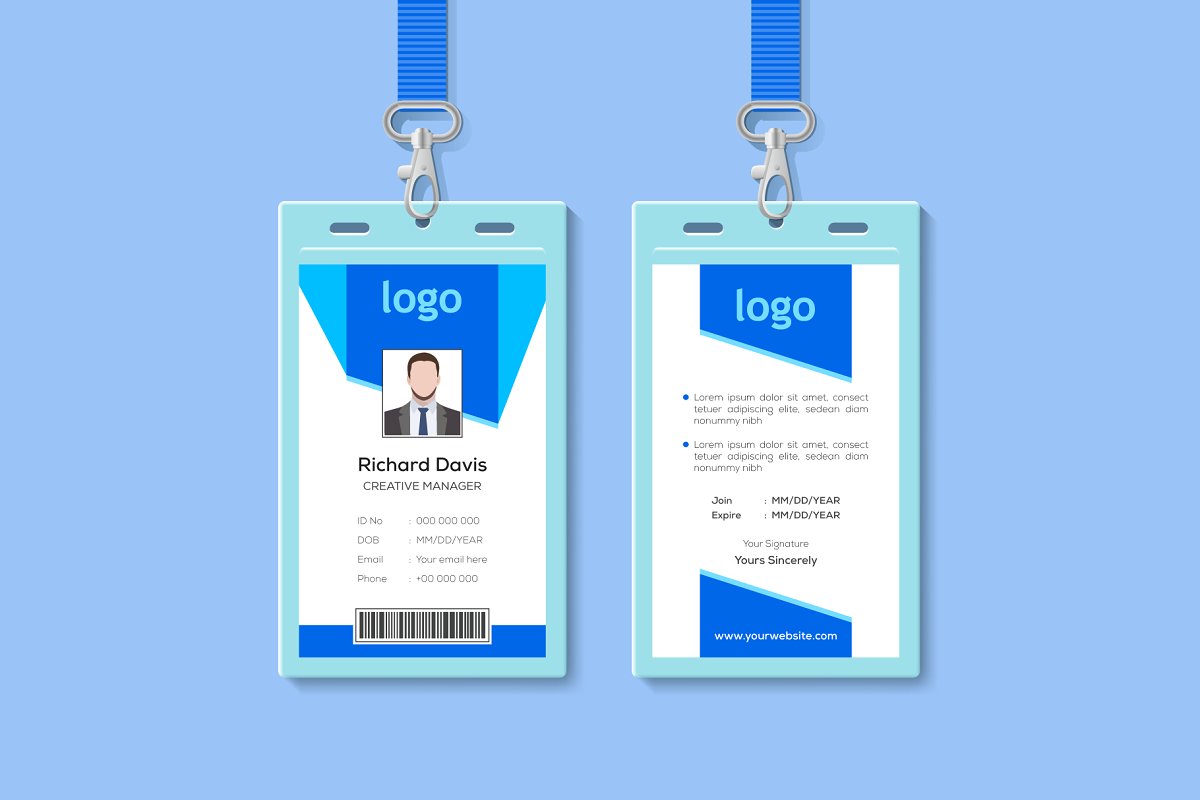 logo
Richard Davis
CREATIVE MANAGER
ID No : 000 000 000
DOB : MM/DD/YEAR
Email : Your email here
Phone : +00 000 000
logo
Lorem ipsum dolor sit amet, consect
tetuer adipiscing elite, sedean diam
nonummy nibh
Lorem ipsum dolor sit amet, consect
tetuer adipiscing elite, sedean diam
nonummy nibh
Join : MM/DD/YEAR
Expire : MM/DD/YEAR
Your Signature
Yours Sincerely
www.yourwebsite.com